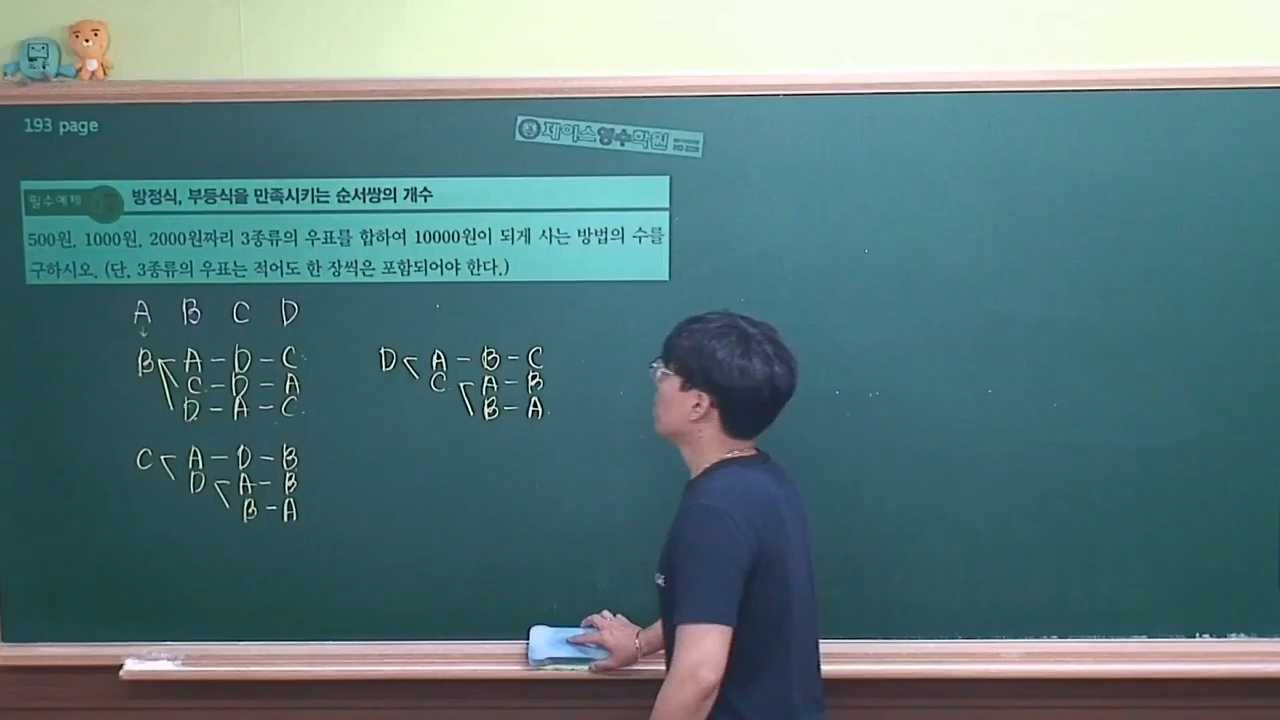 193 page
제이스영수학원
필수예제
방정식, 부등식을 만족시키는 순서쌍의 개수
500원, 1000원, 2000원짜리 3종류의 우표를 합하여 10000원이 되게 사는 방법의 수를
구하시오. (단, 3종류의 우표는 적어도 한 장씩은 포함되어야 한다.)
A B C D
↓
B A - D - C
C - D - A
D - A - C
C A - D - B
D A - B
B - A
D A - B - C
C A - B
B - A